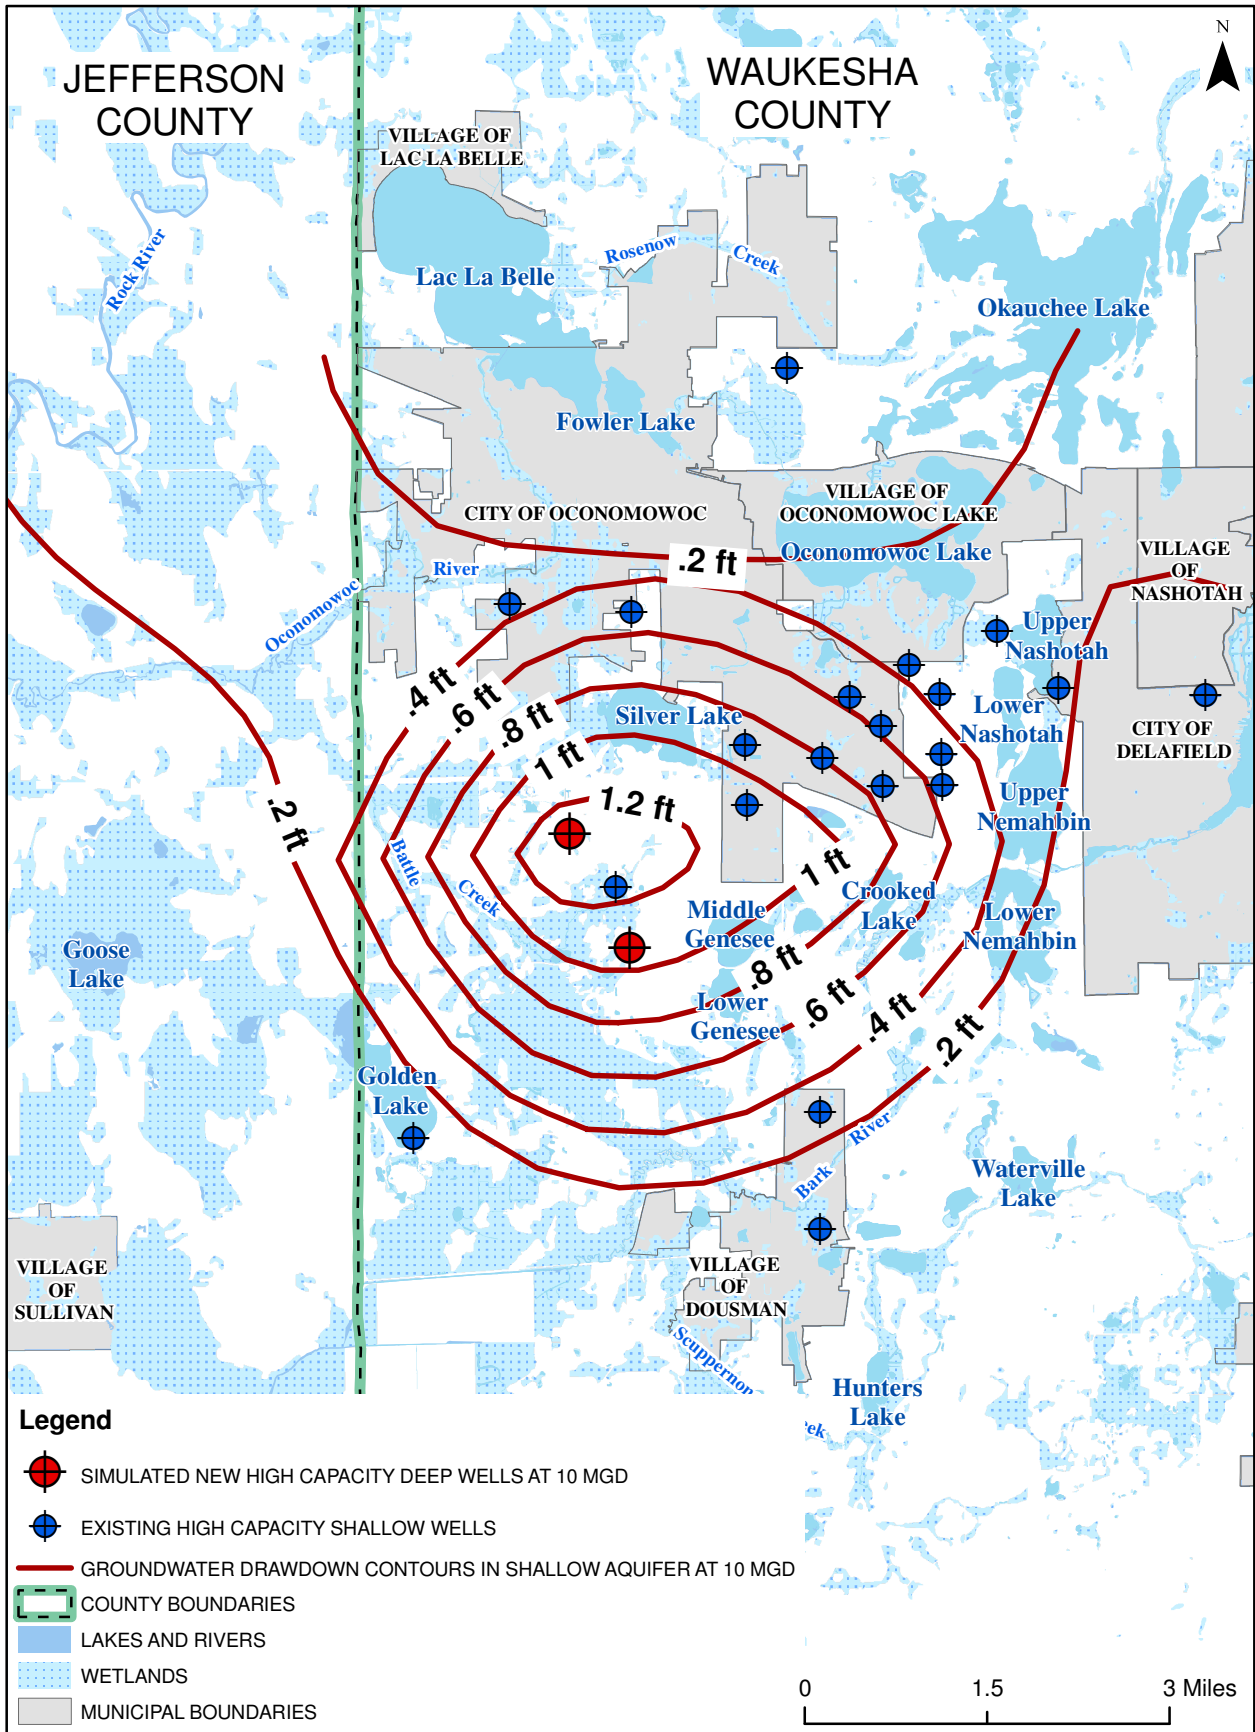 N
JEFFERSON
COUNTY
WAUKESHA
COUNTY
VILLAGE OF
LAC LA BELLE
Rosenow
Creek
Rock River
Lac La Belle
Okauchee Lake
Fowler Lake
CITY OF OCONOMOWOC
VILLAGE OF
OCONOMOWOC LAKE
Oconomowoc Lake
VILLAGE
OF
NASHOTAH
.2 ft
River
Oconomowoc
Upper
Nashotah
.4 ft
.6 ft
.8 ft
1 ft
1.2 ft
Silver Lake
Lower
Nashotah
CITY OF
DELAFIELD
.2 ft
Upper
Nemahbin
Battle
Creek
1 ft
Crooked
Lake
Middle
Genesee
Lower
Nemahbin
Goose
Lake
.8 ft
.6 ft
.4 ft
.2 ft
Lower
Genesee
Golden
Lake
River
Bark
Waterville
Lake
VILLAGE
OF
SULLIVAN
VILLAGE
OF
DOUSMAN
Scuppernon
eek
Hunters
Lake
Legend
SIMULATED NEW HIGH CAPACITY DEEP WELLS AT 10 MGD
EXISTING HIGH CAPACITY SHALLOW WELLS
GROUNDWATER DRAWDOWN CONTOURS IN SHALLOW AQUIFER AT 10 MGD
COUNTY BOUNDARIES
LAKES AND RIVERS
WETLANDS
MUNICIPAL BOUNDARIES
0 1.5 3 Miles